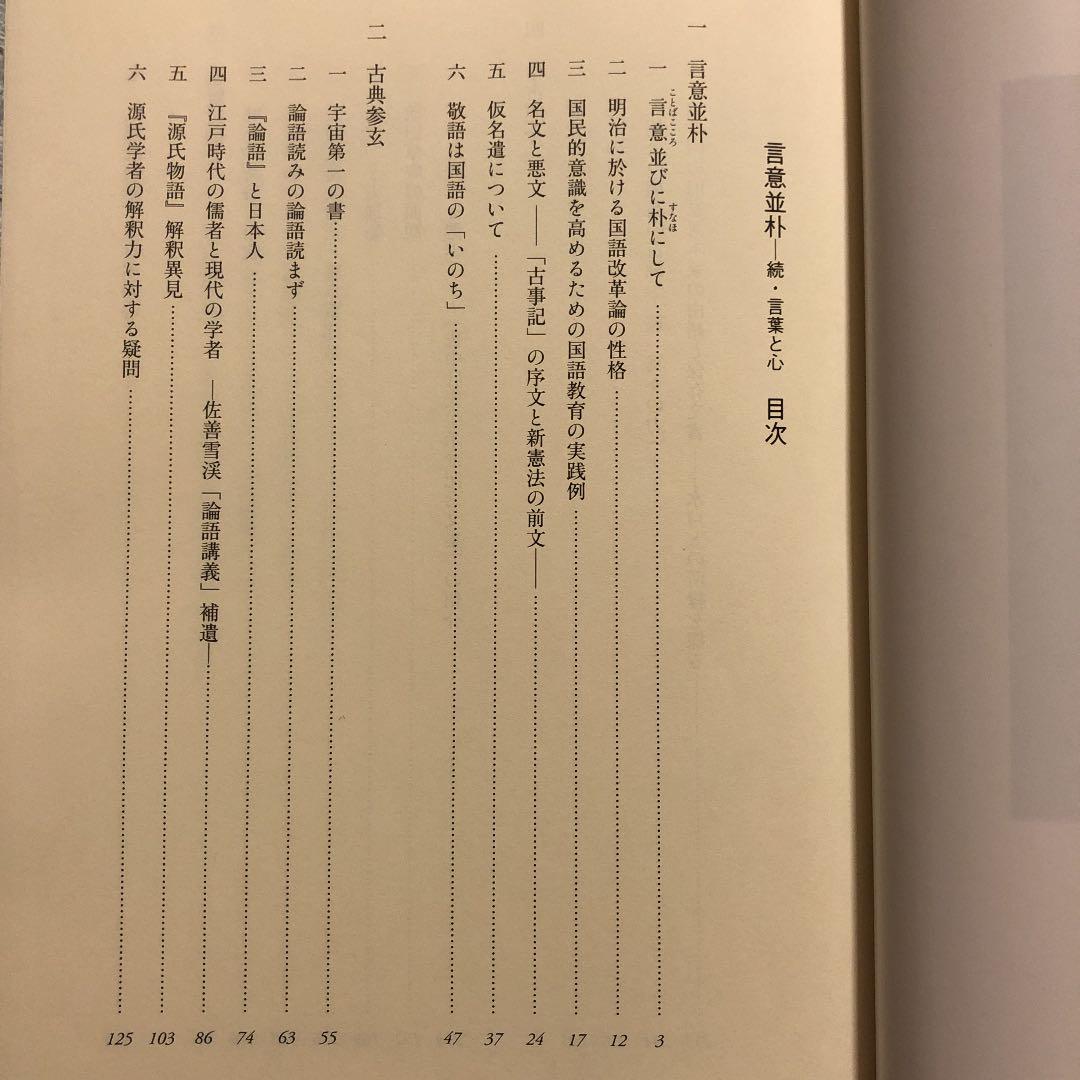 言意並朴―続・言葉と心　目次
一　言意並朴
一　言意並びに朴にして…………3
ことばこころ
すなほ
二　明治に於ける国語改革論の性格…………12
三　国民的意識を高めるための国語教育の実践例…………17
四　名文と悪文――「古事記」の序文と新憲法の前文――…………24
五　仮名遣について…………37
六　敬語は国語の「いのち」…………47
二　古典参玄
一　宇宙第一の書…………55
二　論語読みの論語読まず…………63
三　『論語』と日本人…………74
四　江戸時代の儒者と現代の学者　―佐善雪渓「論語講義」補遺―…………86
五　『源氏物語』解釈異見…………103
六　源氏学者の解釈力に対する疑問…………125